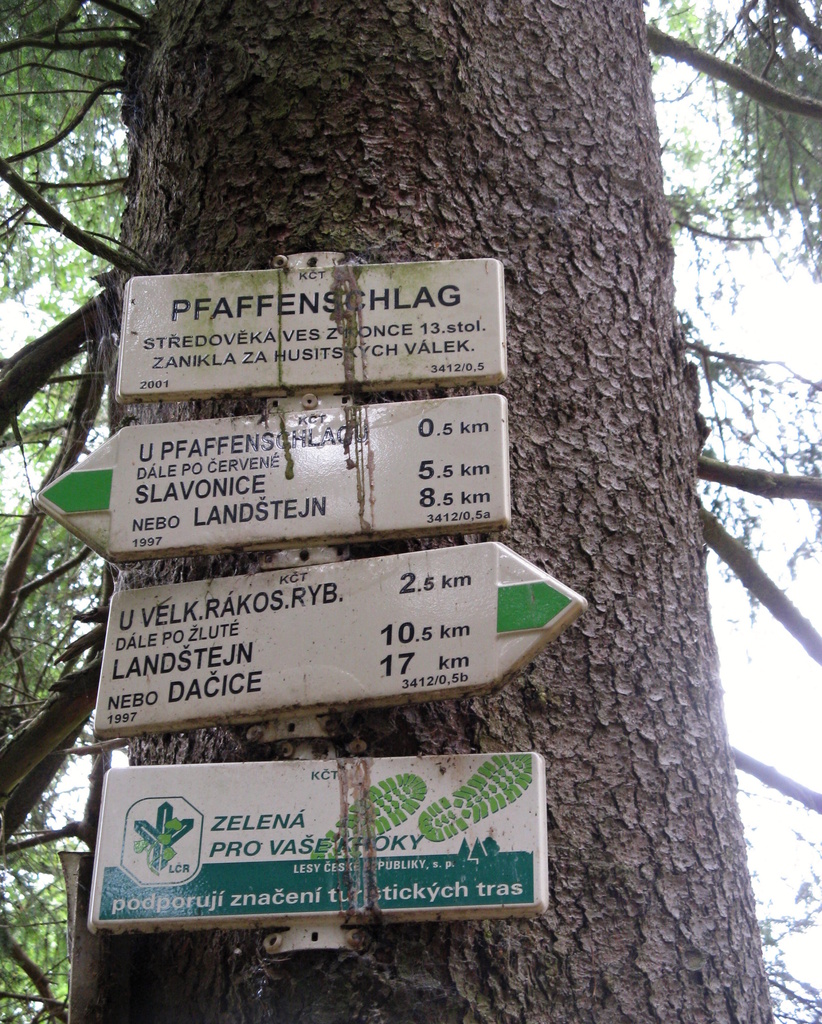 KČT
PFAFFENSCHLAG
STŘEDOVĚKÁ VES Z KONCE 13.stol.
ZANIKLA ZA HUSITSKÝCH VÁLEK.
2001 3412/0,5
KČT
U PFAFFENSCHLAGU 0.5 km
DÁLE PO ČERVENÉ
SLAVONICE 5.5 km
NEBO LANDŠTEJN 8.5 km
1997 3412/0,5a
KČT
U VELK.RÁKOS.RYB. 2.5 km
DÁLE PO ŽLUTÉ
LANDŠTEJN 10.5 km
NEBO DAČICE 17 km
1997 3412/0,5b
KČT
ZELENÁ
PRO VAŠE KROKY
LČR
LESY ČESKÉ REPUBLIKY, s. p.
podporují značení turistických tras